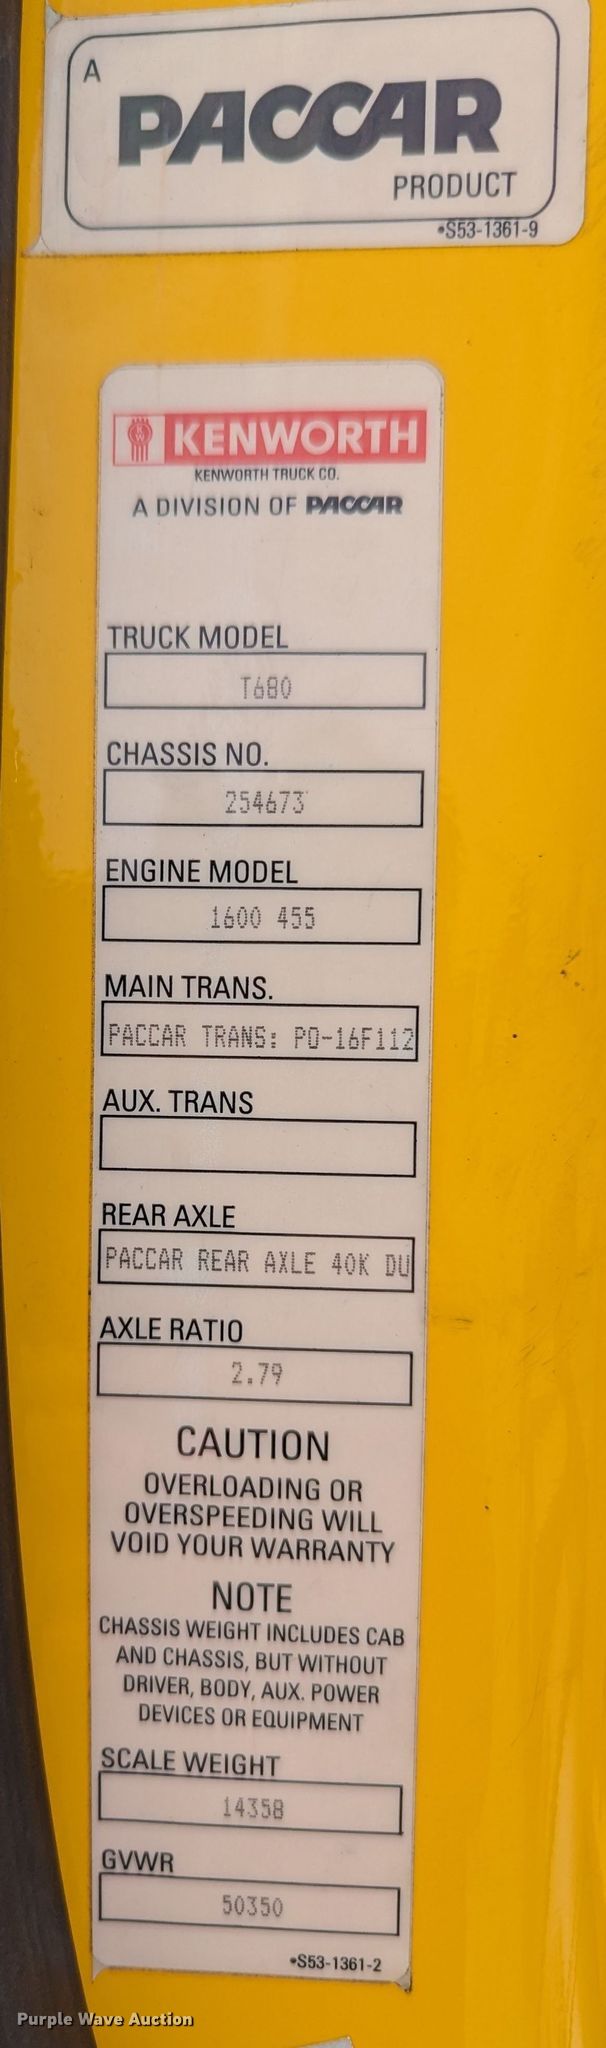 A
PACCAR
PRODUCT
•S53-1361-9
KENWORTH
KENWORTH TRUCK CO.
A DIVISION OF PACCAR
TRUCK MODEL
T680
CHASSIS NO.
254673
ENGINE MODEL
1600 455
MAIN TRANS.
PACCAR TRANS: PO-16F112
AUX. TRANS
REAR AXLE
PACCAR REAR AXLE 40K DU
AXLE RATIO
2.79
CAUTION
OVERLOADING OR
OVERSPEEDING WILL
VOID YOUR WARRANTY
NOTE
CHASSIS WEIGHT INCLUDES CAB
AND CHASSIS, BUT WITHOUT
DRIVER, BODY, AUX. POWER
DEVICES OR EQUIPMENT
SCALE WEIGHT
14358
GVWR
50350
•S53-1361-2
Purple Wave Auction